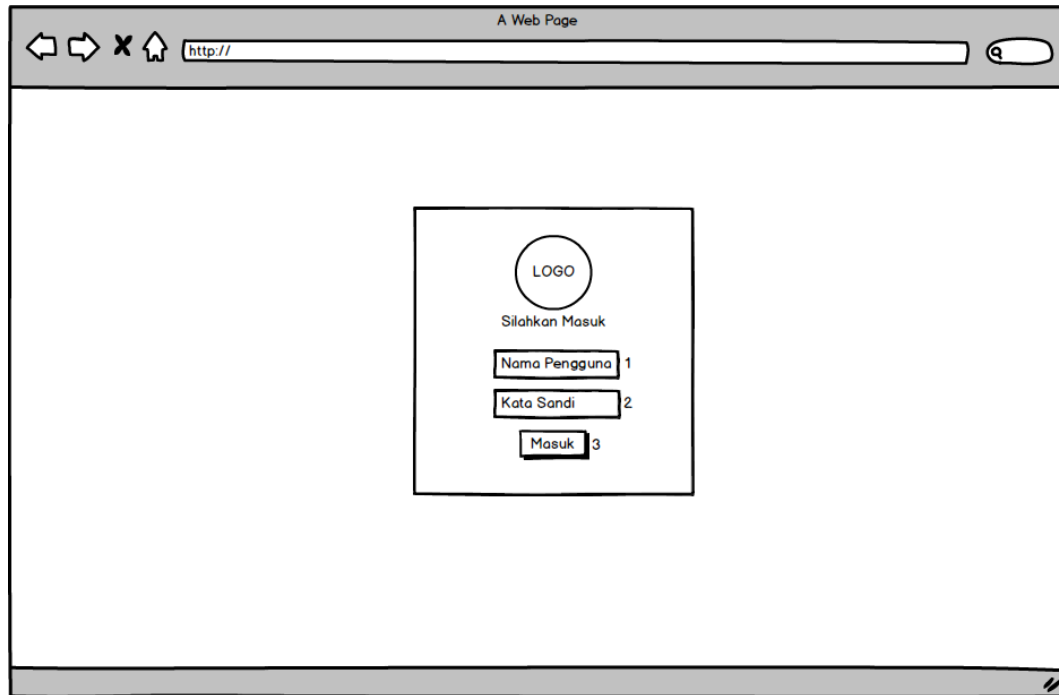 A Web Page
http://
LOGO
Silahkan Masuk
Nama Pengguna 1
Kata Sandi 2
Masuk 3